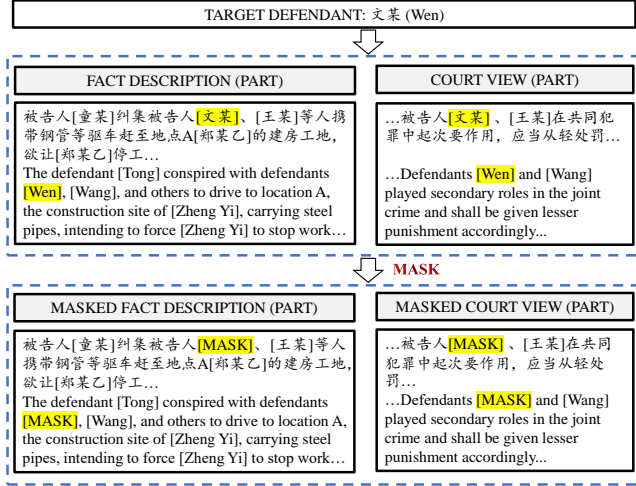 TARGET DEFENDANT: 文某 (Wen)
FACT DESCRIPTION (PART)
被告人[童某]纠集被告人[文某]、[王某]等人携
带钢管等驱车赶至地点A[郑某乙]的建房工地,
欲让[郑某乙]停工…
The defendant [Tong] conspired with defendants
[Wen], [Wang], and others to drive to location A,
the construction site of [Zheng Yi], carrying steel
pipes, intending to force [Zheng Yi] to stop work…
COURT VIEW (PART)
…被告人[文某] 、[王某]在共同犯
罪中起次要作用，应当从轻处罚…
…Defendants [Wen] and [Wang]
played secondary roles in the joint
crime and shall be given lesser
punishment accordingly...
MASK
MASKED FACT DESCRIPTION (PART)
被告人[童某]纠集被告人[MASK]、[王某]等人
携带钢管等驱车赶至地点A[郑某乙]的建房工地,
欲让[郑某乙]停工…
The defendant [Tong] conspired with defendants
[MASK], [Wang], and others to drive to location A,
the construction site of [Zheng Yi], carrying steel
pipes, intending to force [Zheng Yi] to stop work…
MASKED COURT VIEW (PART)
…被告人[MASK] 、[王某]在共同
犯罪中起次要作用，应当从轻处
罚…
…Defendants [MASK] and [Wang]
played secondary roles in the joint
crime and shall be given lesser
punishment accordingly...